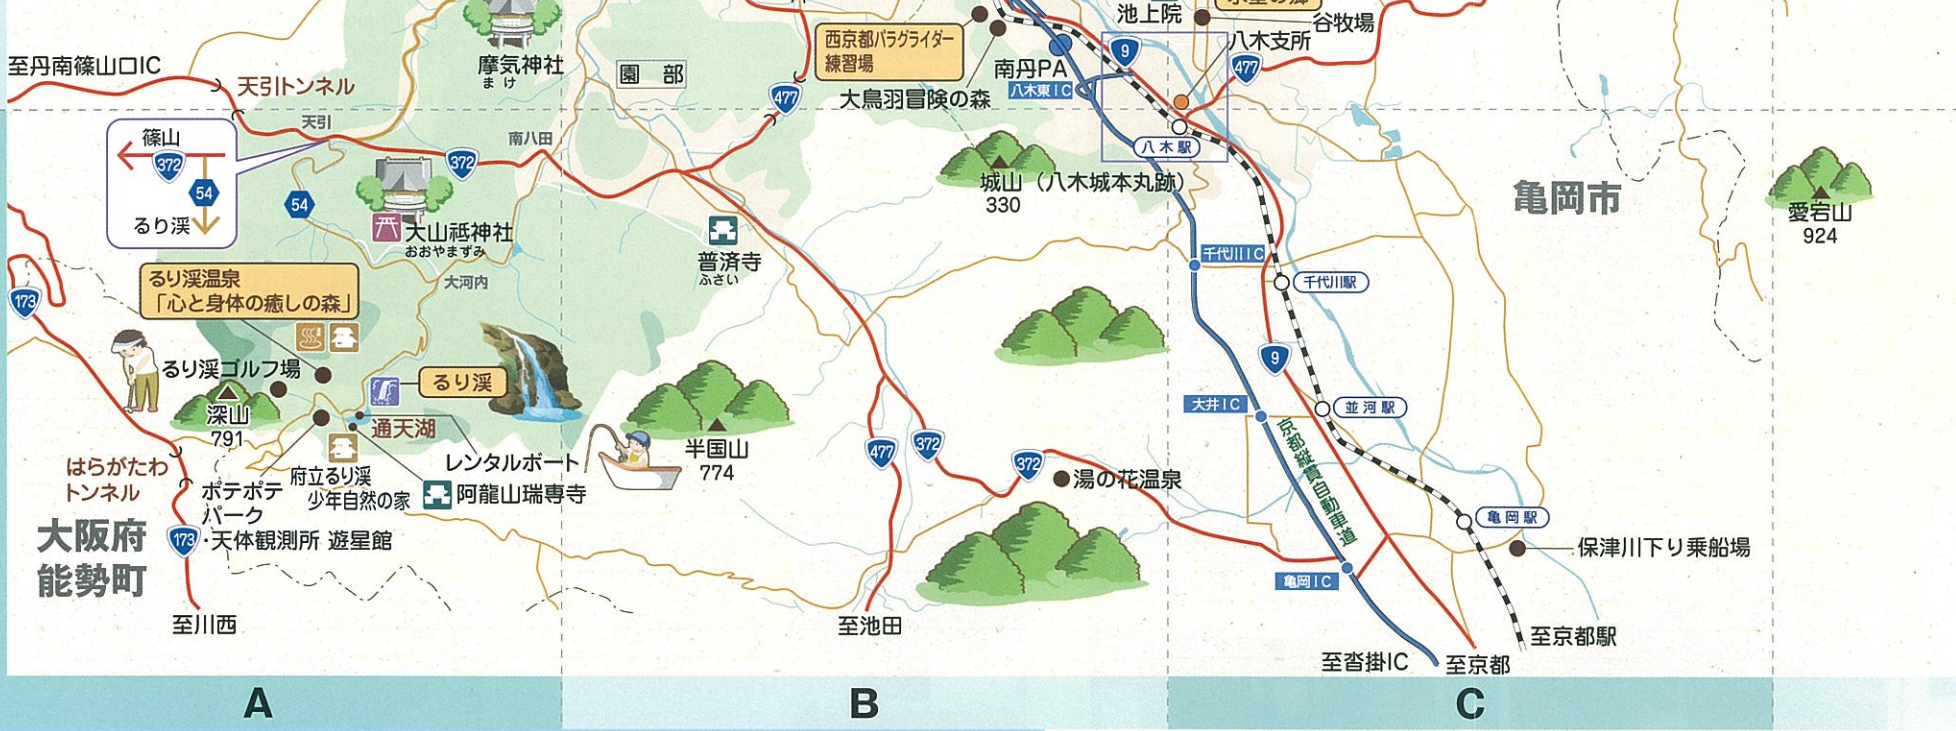 池上院
谷牧場
八木支所
西京都パラグライダー
練習場
南丹PA
八木東IC
大鳥羽冒険の森
9
477
園 部
477
摩気神社
まけ
至丹南篠山口IC
天引トンネル
天引
南八田
372
篠山
372
54
るり渓
54
大山祇神社
おおやまずみ
大河内
普済寺
ふさい
八木駅
城山（八木城本丸跡）
330
亀岡市
愛宕山
924
千代川IC
千代川駅
173
るり渓温泉
「心と身体の癒しの森」
るり渓ゴルフ場
深山
791
るり渓
通天湖
レンタルボート
阿龍山瑞専寺
府立るり渓
少年自然の家
はらがたわ
トンネル
ポテポテ
パーク
・天体観測所 遊星館
173
大阪府
能勢町
至川西
半国山
774
477
372
372
湯の花温泉
9
大井IC
並河駅
京都縦貫自動車道
亀岡駅
保津川下り乗船場
亀岡IC
至池田
至沓掛IC
至京都
至京都駅
A
B
C